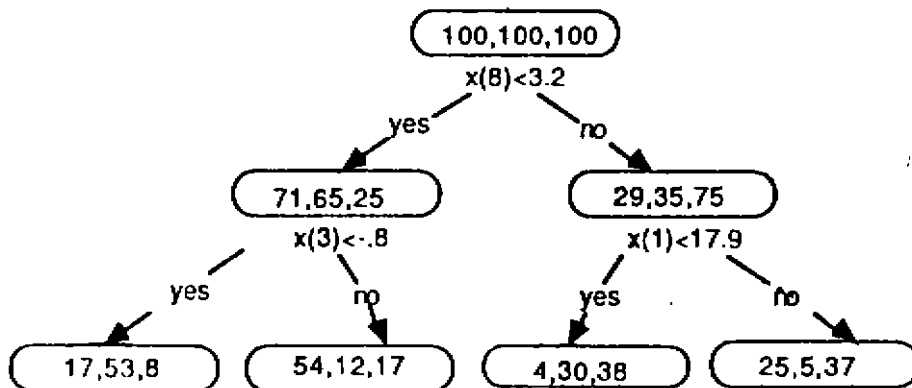 100,100,100
x(8)<3.2
yes no
71,65,25 29,35,75
x(3)<-.8 x(1)<17.9
yes no yes no
17,53,8 54,12,17 4,30,38 25,5,37